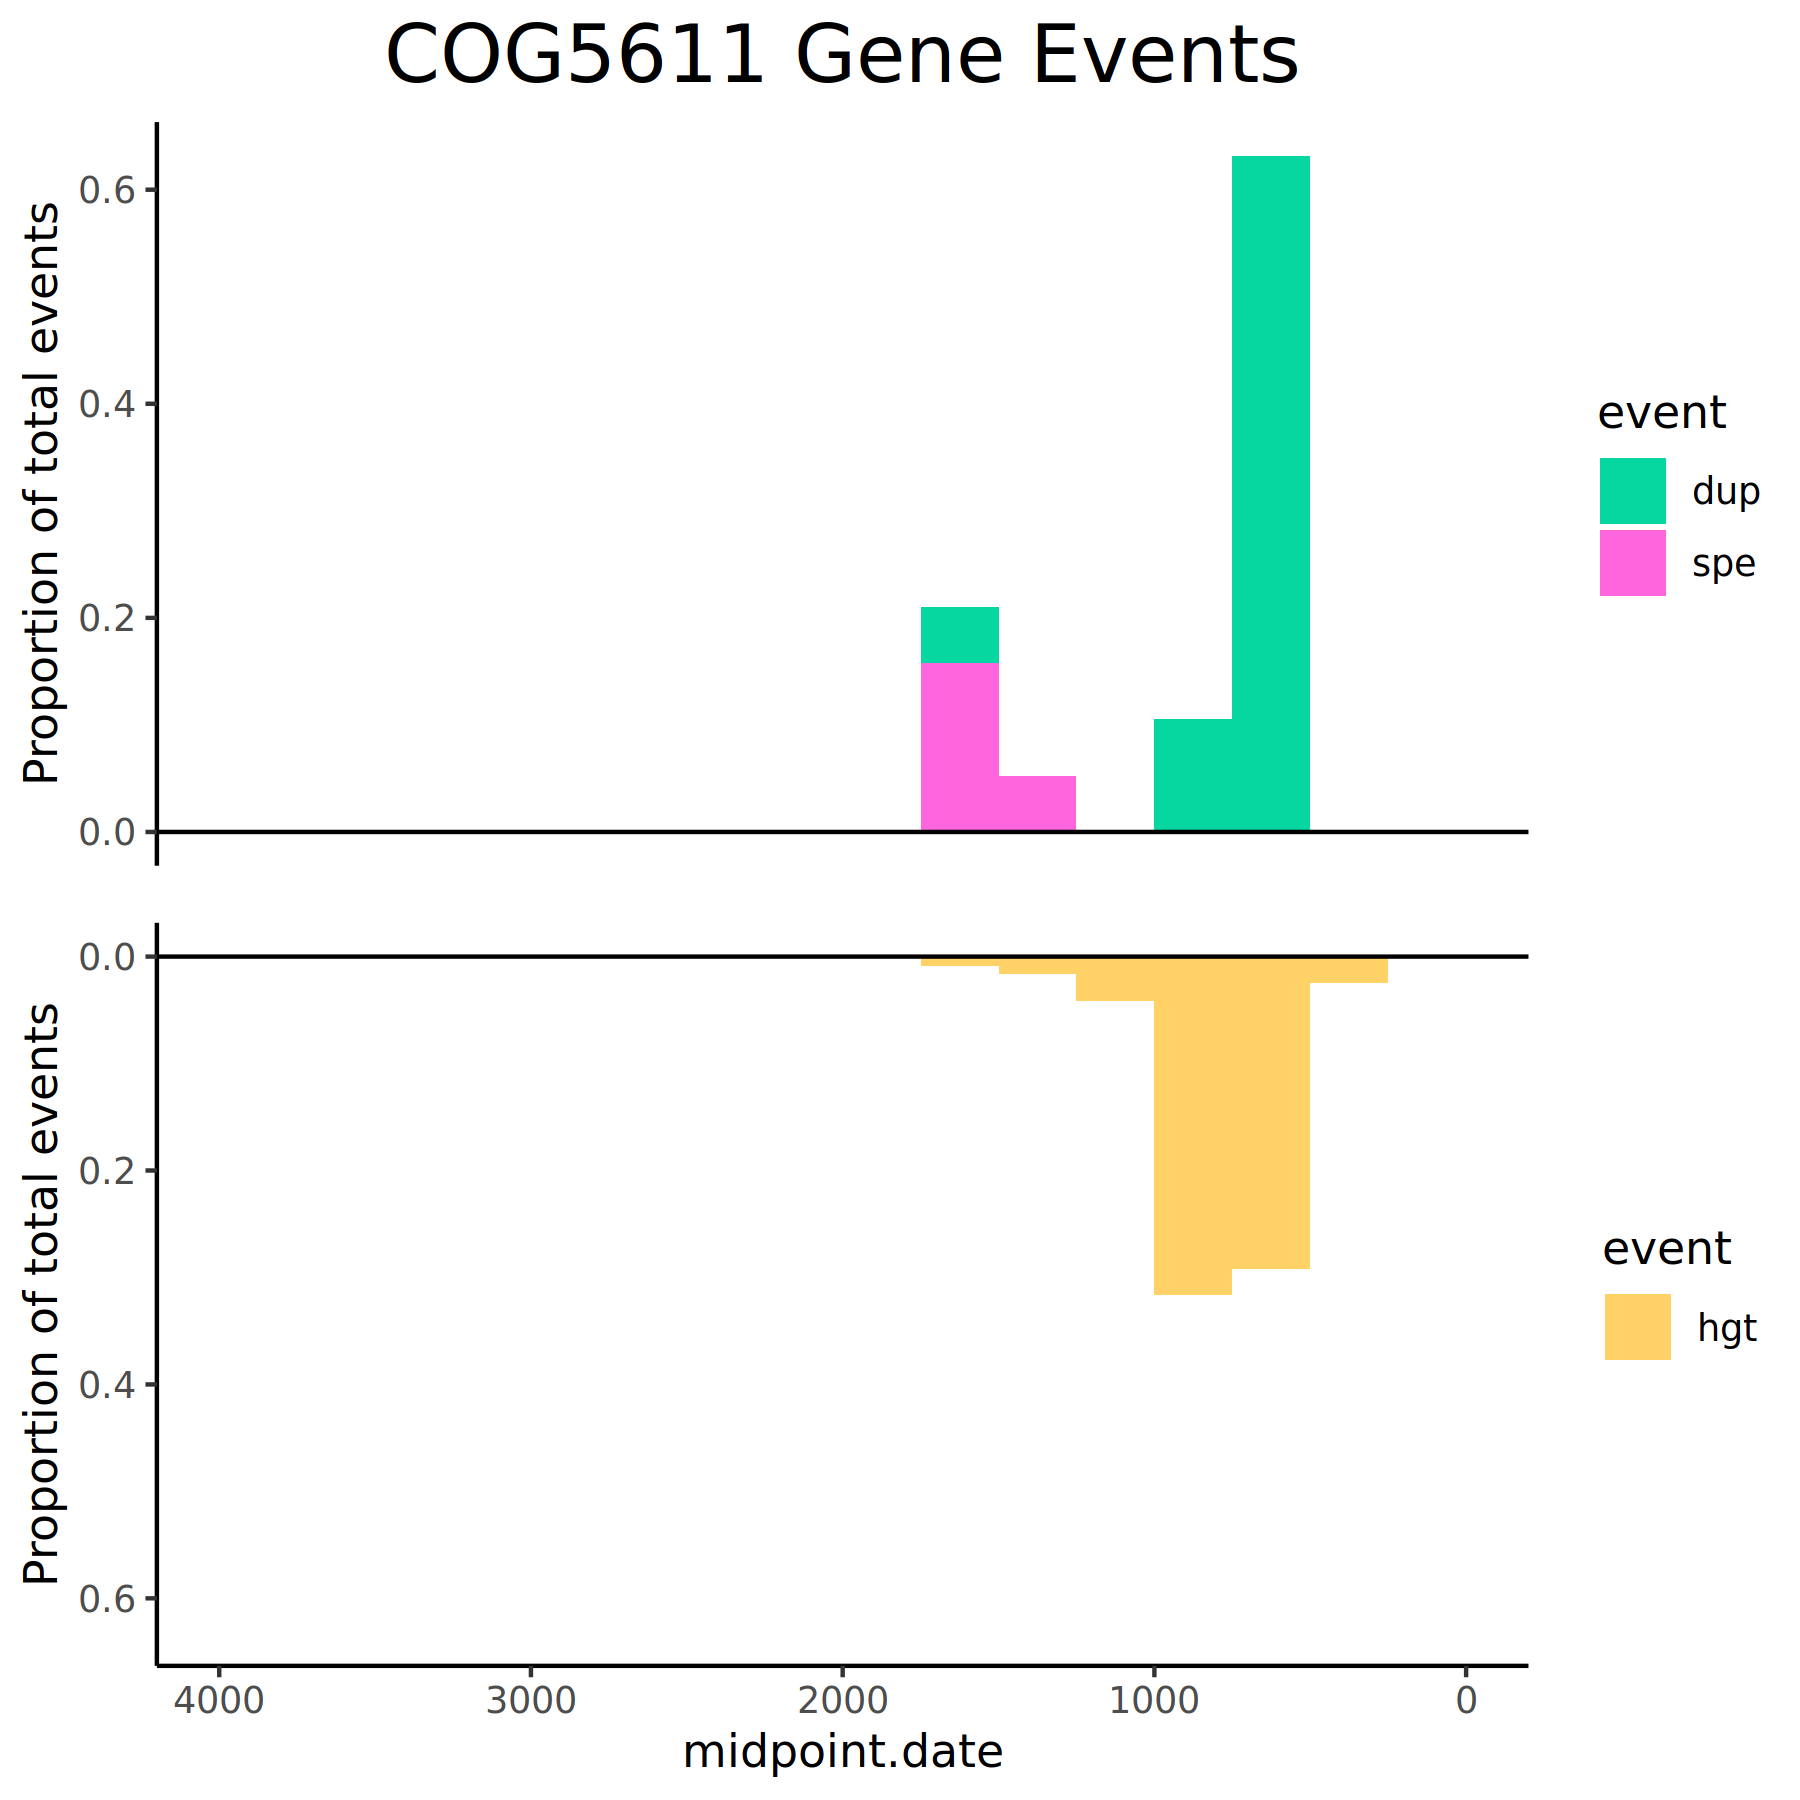 COG5611 Gene Events
Proportion of total events
0.6
0.4
0.2
0.0
event
dup
spe
Proportion of total events
0.0
0.2
0.4
0.6
event
hgt
4000 3000 2000 1000 0
midpoint.date